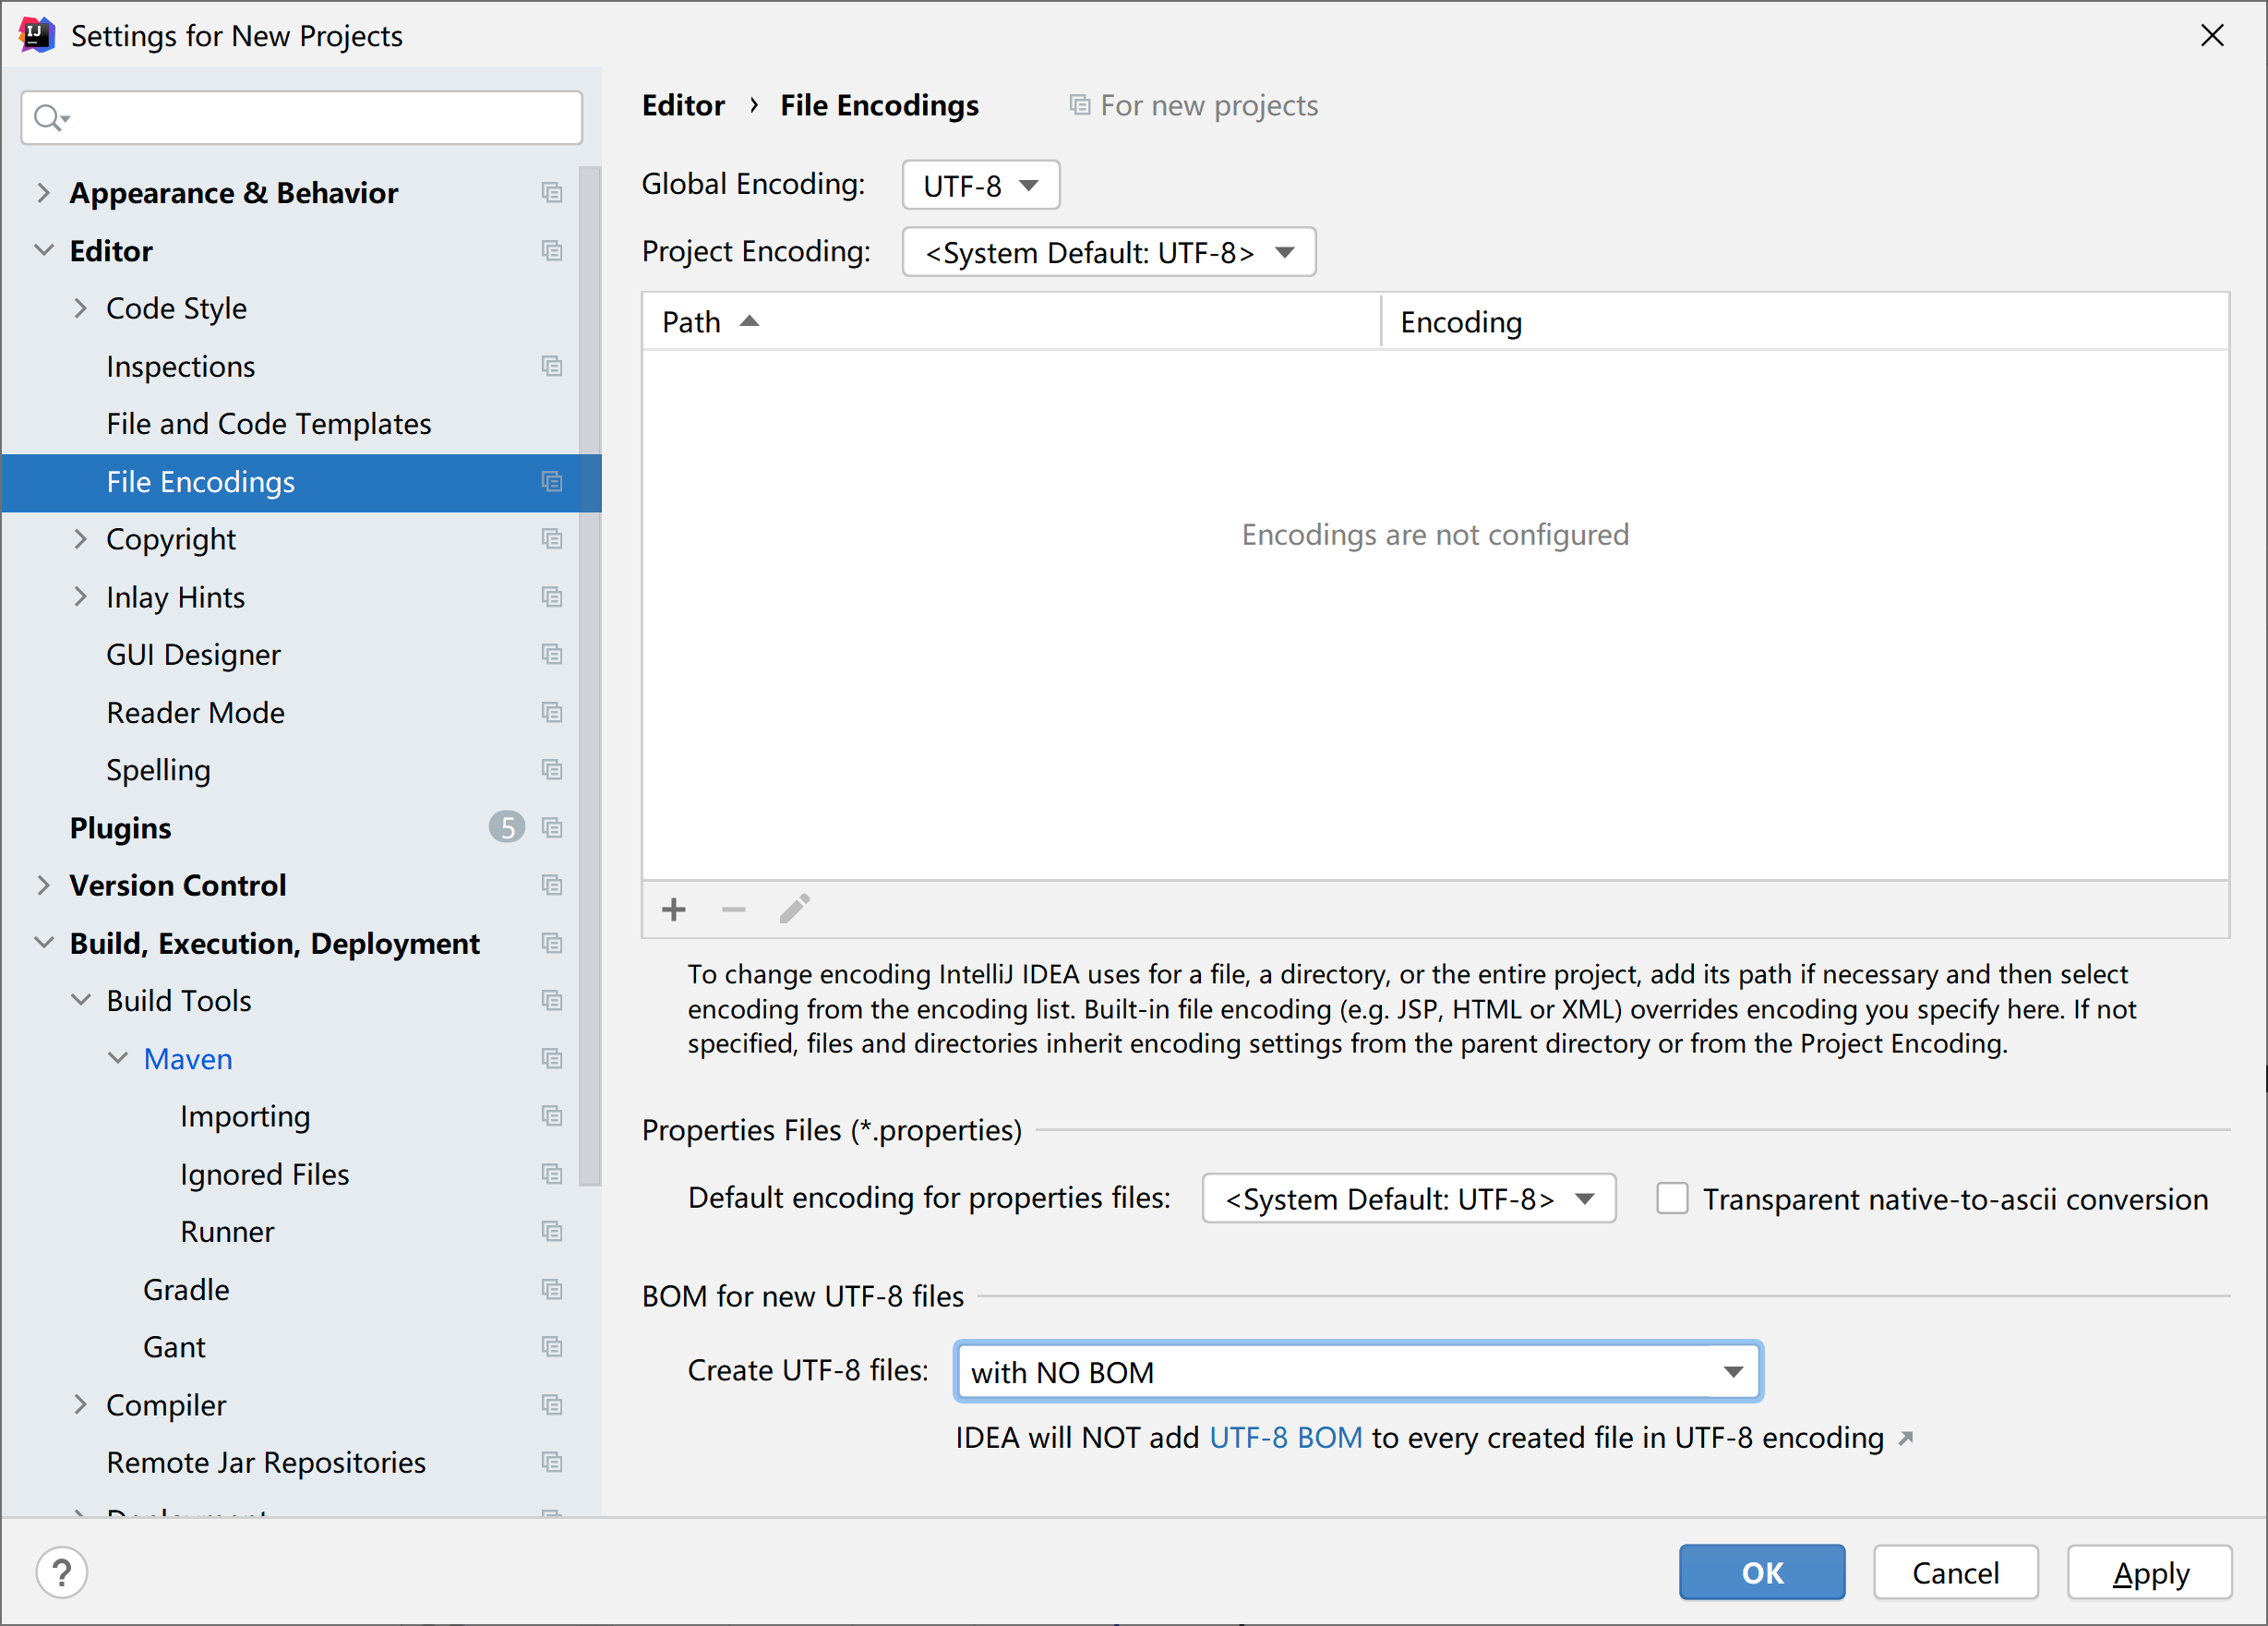 Settings for New Projects
Appearance & Behavior
Editor
Code Style
Inspections
File and Code Templates
File Encodings
Copyright
Inlay Hints
GUI Designer
Reader Mode
Spelling
Plugins 5
Version Control
Build, Execution, Deployment
Build Tools
Maven
Importing
Ignored Files
Runner
Gradle
Gant
Compiler
Remote Jar Repositories
Deployment
Editor › File Encodings For new projects
Global Encoding: UTF-8
Project Encoding: <System Default: UTF-8>
Path Encoding
Encodings are not configured
To change encoding IntelliJ IDEA uses for a file, a directory, or the entire project, add its path if necessary and then select
encoding from the encoding list. Built-in file encoding (e.g. JSP, HTML or XML) overrides encoding you specify here. If not
specified, files and directories inherit encoding settings from the parent directory or from the Project Encoding.
Properties Files (*.properties)
Default encoding for properties files: <System Default: UTF-8> Transparent native-to-ascii conversion
BOM for new UTF-8 files
Create UTF-8 files: with NO BOM
IDEA will NOT add UTF-8 BOM to every created file in UTF-8 encoding
? OK Cancel Apply